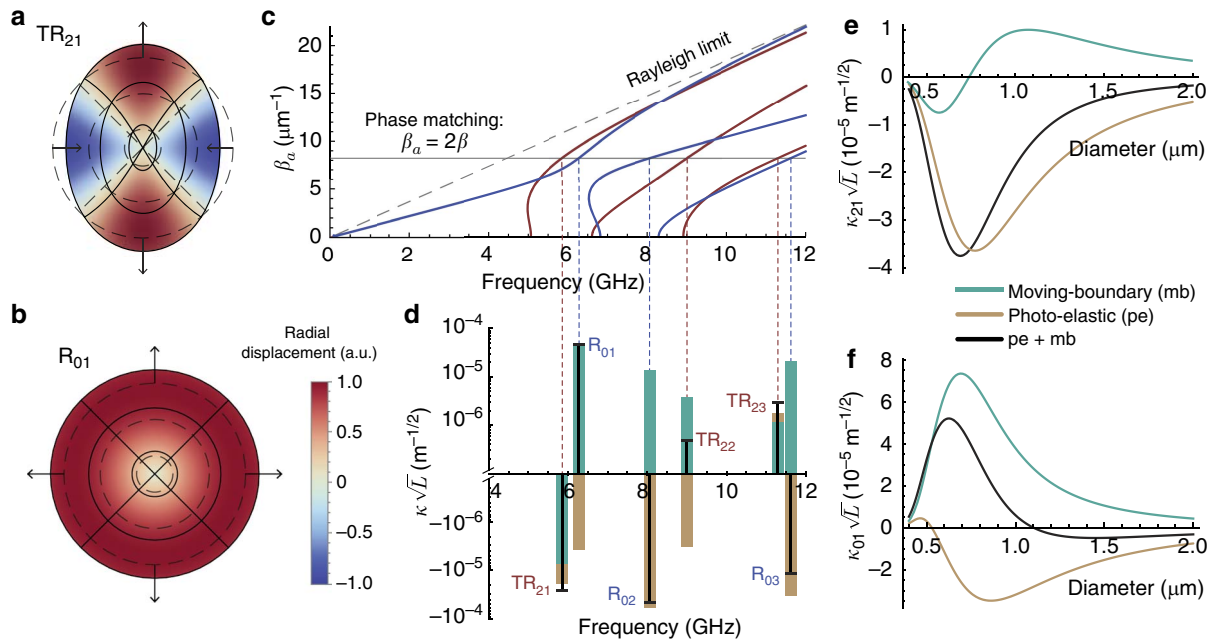 a
TR21
b
R01
Radial
displacement (a.u.)
1.0
0.5
0
−0.5
−1.0
c
βa (μm−1)
20
15
10
5
0
Rayleigh limit
Phase matching:
βa = 2β
0
2
4
6
8
10
12
Frequency (GHz)
d
κ√L (m−1/2)
10−4
10−5
10−6
−10−6
−10−5
−10−4
4
6
8
10
12
R01
TR23
TR22
TR21
R02
R03
Frequency (GHz)
e
κ21√L (10−5 m−1/2)
1
0
−1
−2
−3
−4
0.5
1.0
1.5
2.0
Diameter (μm)
Moving-boundary (mb)
Photo-elastic (pe)
pe + mb
f
κ01√L (10−5 m−1/2)
8
6
4
2
0
−2
0.5
1.0
1.5
2.0
Diameter (μm)